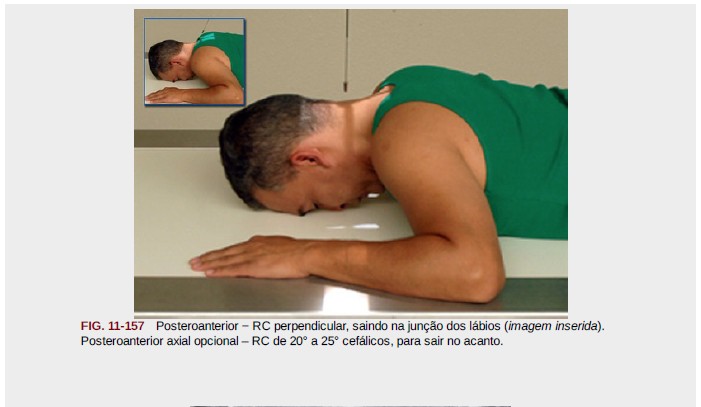 FIG. 11-157 Posteroanterior − RC perpendicular, saindo na junção dos lábios (imagem inserida).
Posteroanterior axial opcional – RC de 20° a 25° cefálicos, para sair no acanto.